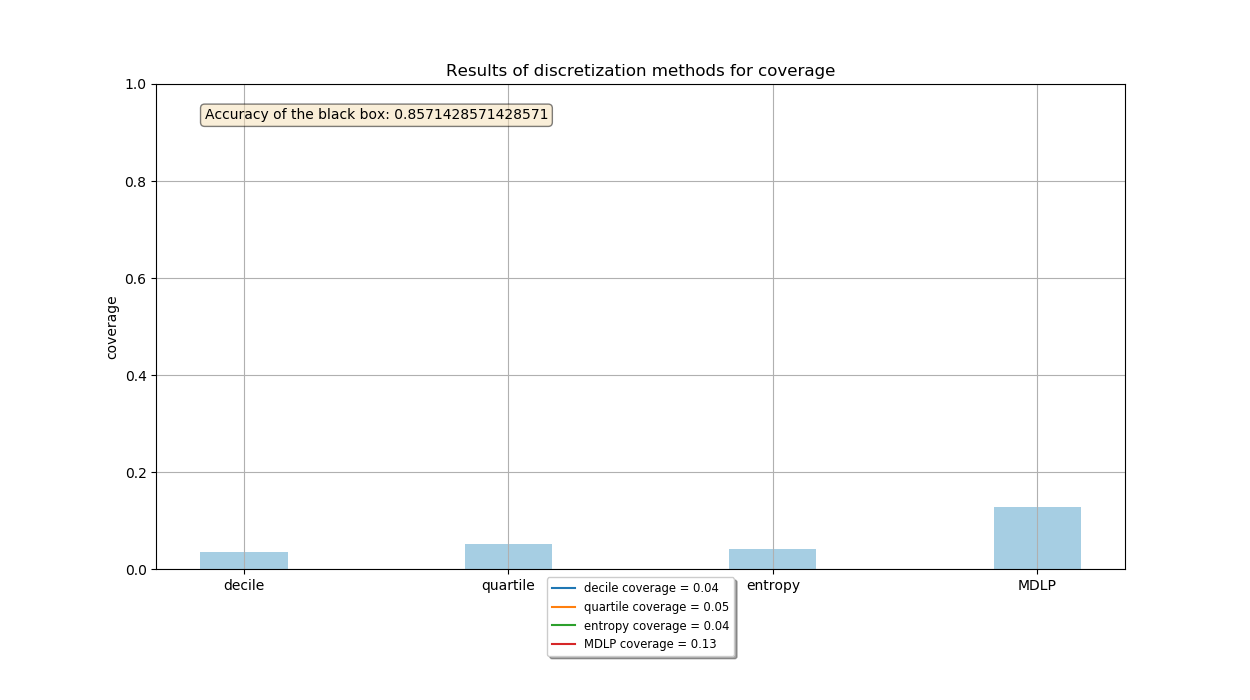 Results of discretization methods for coverage
1.0
Accuracy of the black box: 0.8571428571428571
0.8
0.6
coverage
0.4
0.2
0.0
decile quartile entropy MDLP
decile coverage = 0.04
quartile coverage = 0.05
entropy coverage = 0.04
MDLP coverage = 0.13